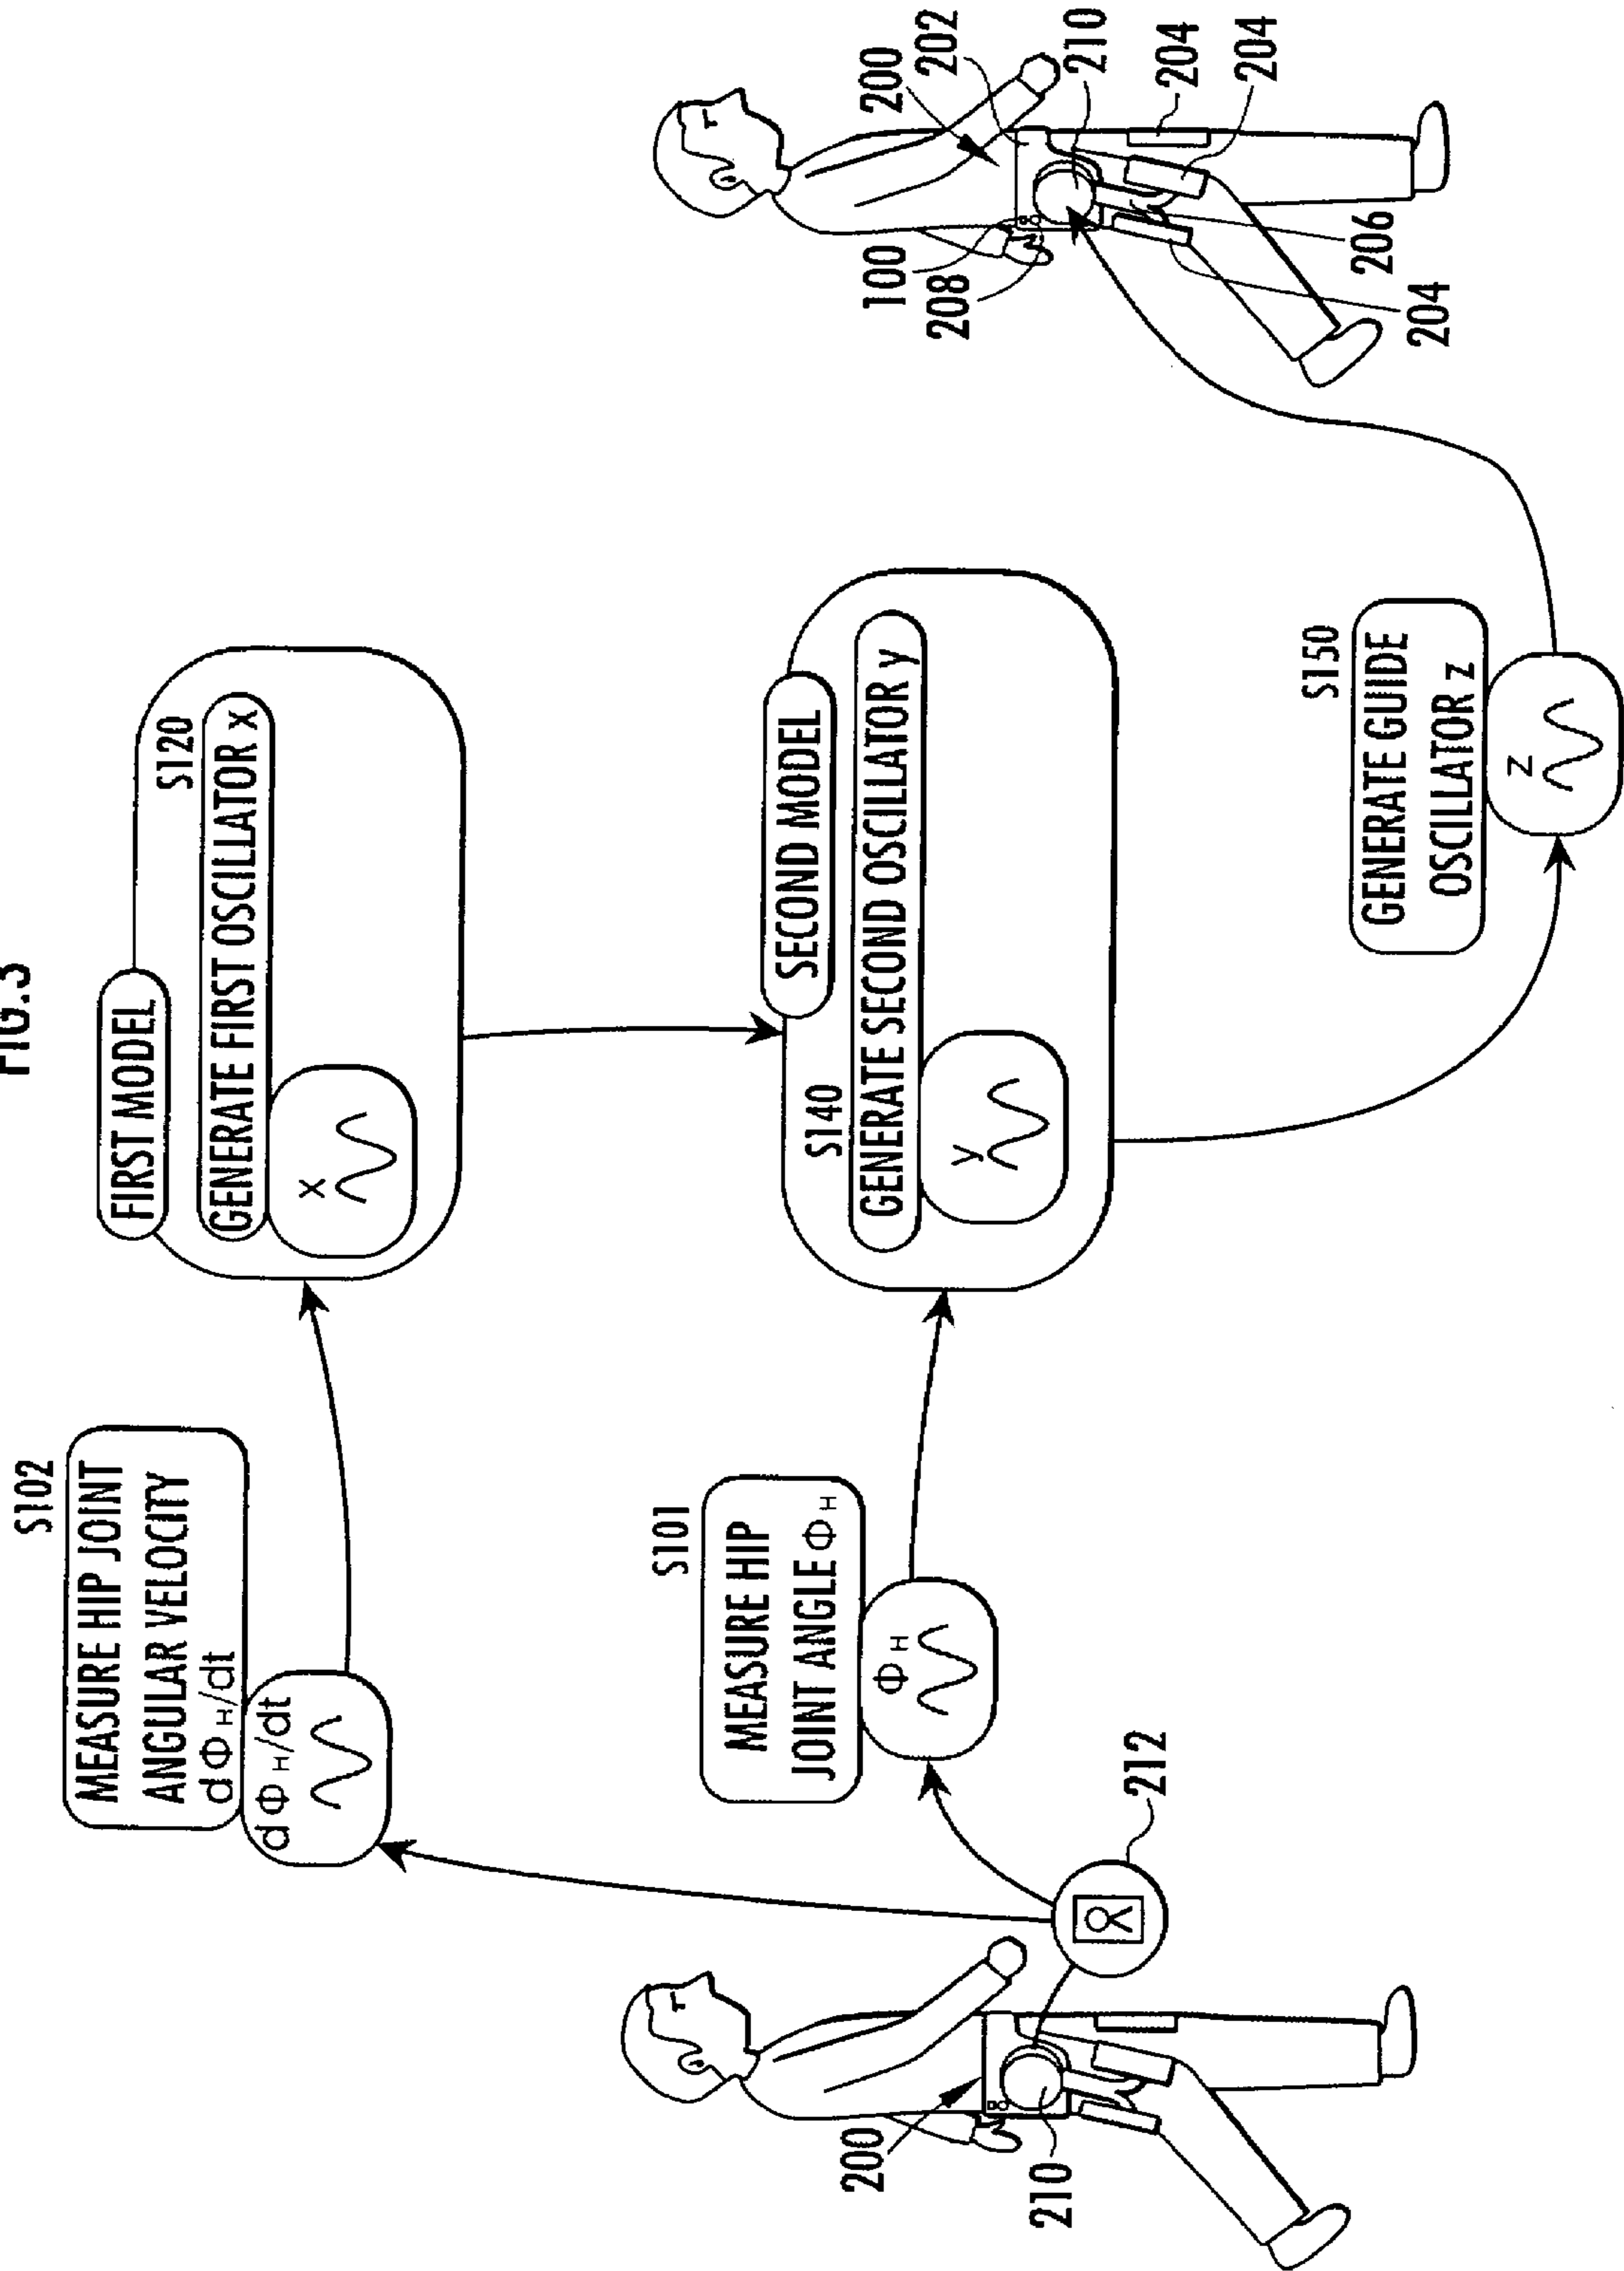 FIG.3
S102
MEASURE HIP JOINT
ANGULAR VELOCITY
dΦH/dt
dΦH/dt
FIRST MODEL
S120
GENERATE FIRST OSCILLATOR x
x
S101
MEASURE HIP
JOINT ANGLE ΦH
ΦH
SECOND MODEL
S140
GENERATE SECOND OSCILLATOR y
y
S150
GENERATE GUIDE
OSCILLATOR z
z
200
210
212
100
208
200
202
210
204
204
206
204